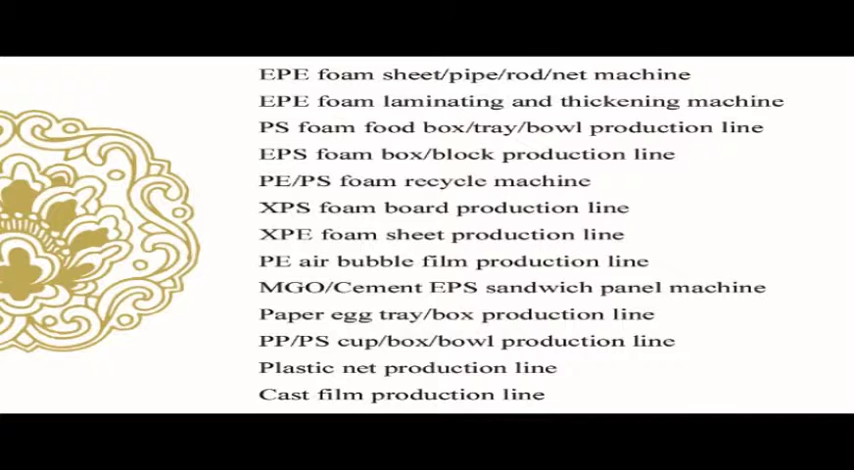 EPE foam sheet/pipe/rod/net machine
EPE foam laminating and thickening machine
PS foam food box/tray/bowl production line
EPS foam box/block production line
PE/PS foam recycle machine
XPS foam board production line
XPE foam sheet production line
PE air bubble film production line
MGO/Cement EPS sandwich panel machine
Paper egg tray/box production line
PP/PS cup/box/bowl production line
Plastic net production line
Cast film production line